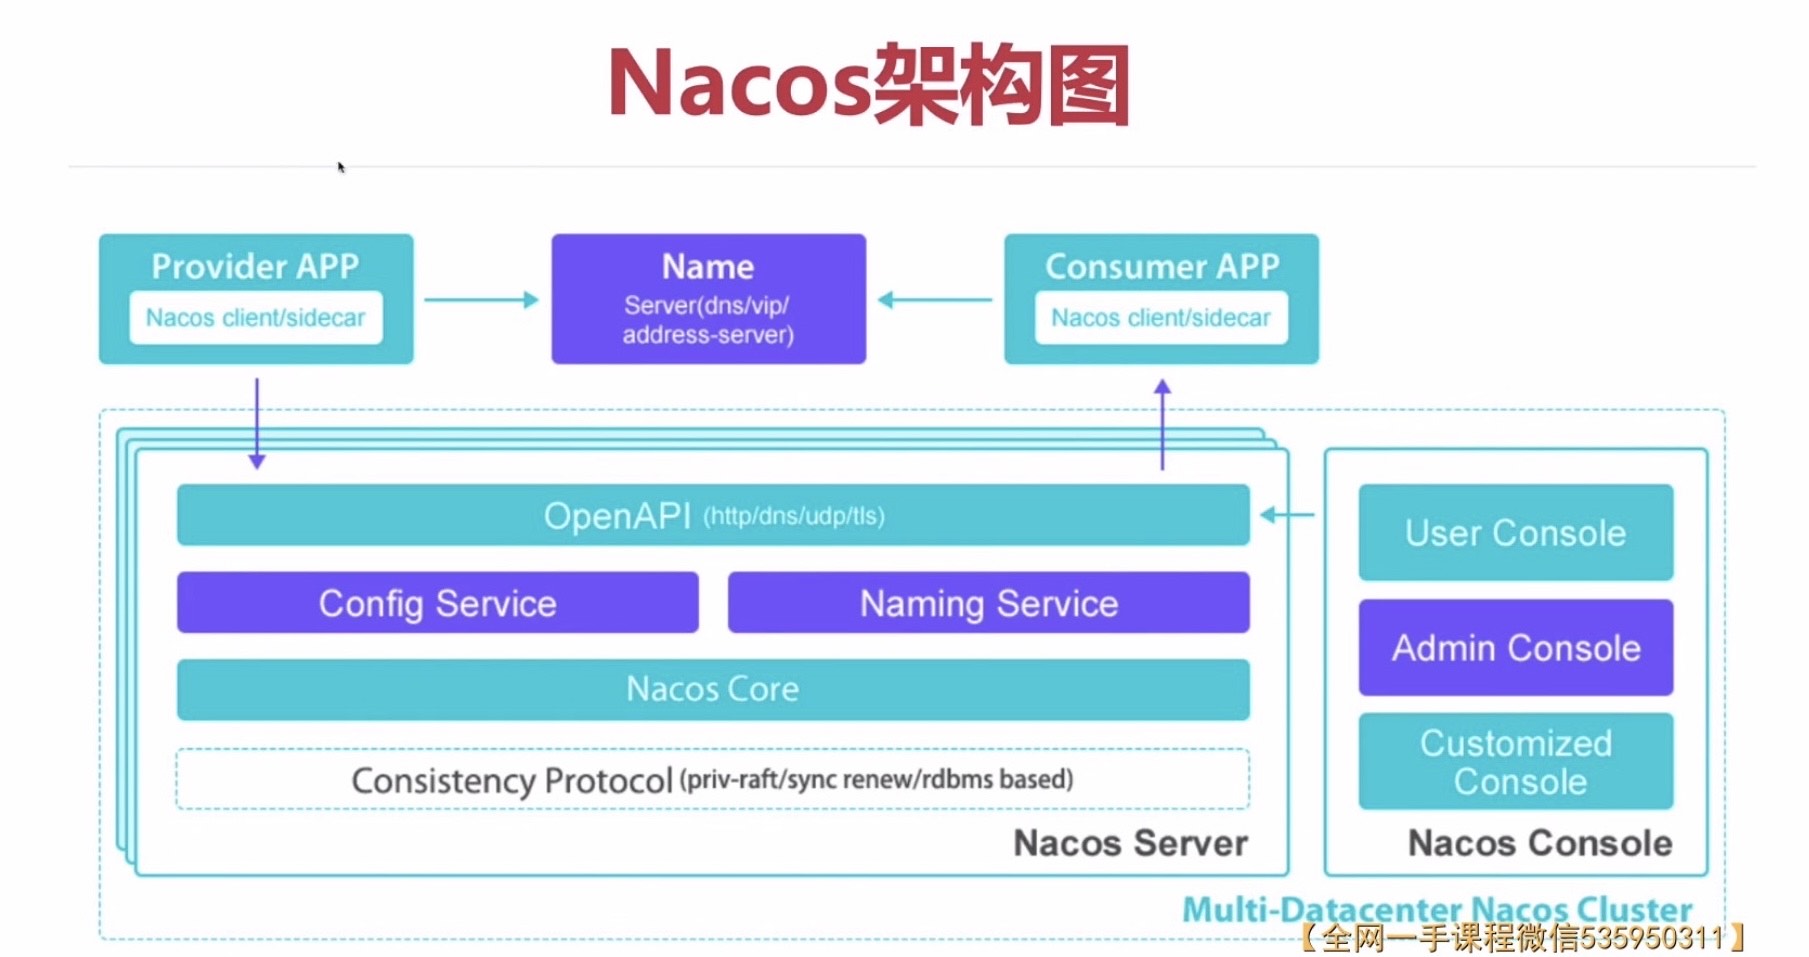 Nacos架构图
Provider APP
Nacos client/sidecar
Name
Server(dns/vip/
address-server)
Consumer APP
Nacos client/sidecar
OpenAPI (http/dns/udp/tls)
Config Service
Naming Service
Nacos Core
Consistency Protocol (priv-raft/sync renew/rdbms based)
Nacos Server
User Console
Admin Console
Customized
Console
Nacos Console
Multi-Datacenter Nacos Cluster
【全网一手课程微信535950311】